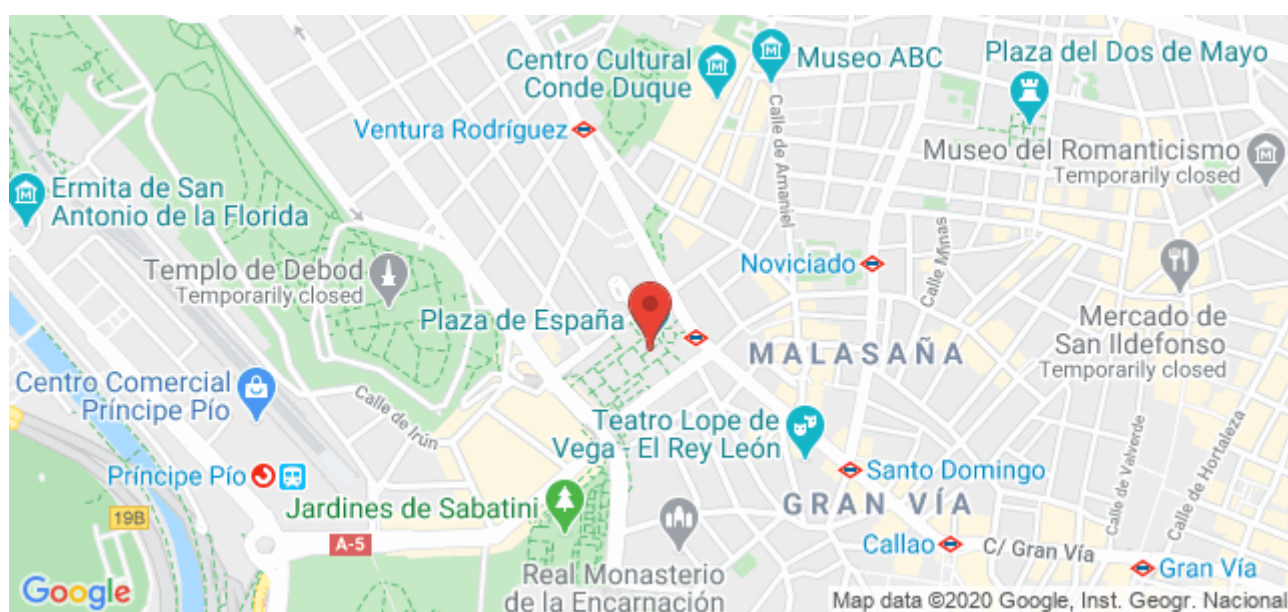 Centro Cultural
Conde Duque
Museo ABC
Plaza del Dos de Mayo
Calle de Amaniel
Ventura Rodríguez
Museo del Romanticismo
Temporarily closed
Ermita de San
Antonio de la Florida
Calle Minas
Templo de Debod
Temporarily closed
Noviciado
Plaza de España
MALASAÑA
Mercado de
San Ildefonso
Temporarily closed
Centro Comercial
Príncipe Pío
Calle de Irún
Teatro Lope de
Vega - El Rey León
Príncipe Pío
Santo Domingo
Calle de Valverde
Calle de Hortaleza
Jardines de Sabatini
GRAN VÍA
19B
A-5
Callao
C/ Gran Vía
Gran Vía
Real Monasterio
de la Encarnación
Google
Map data ©2020 Google, Inst. Geogr. Naciona